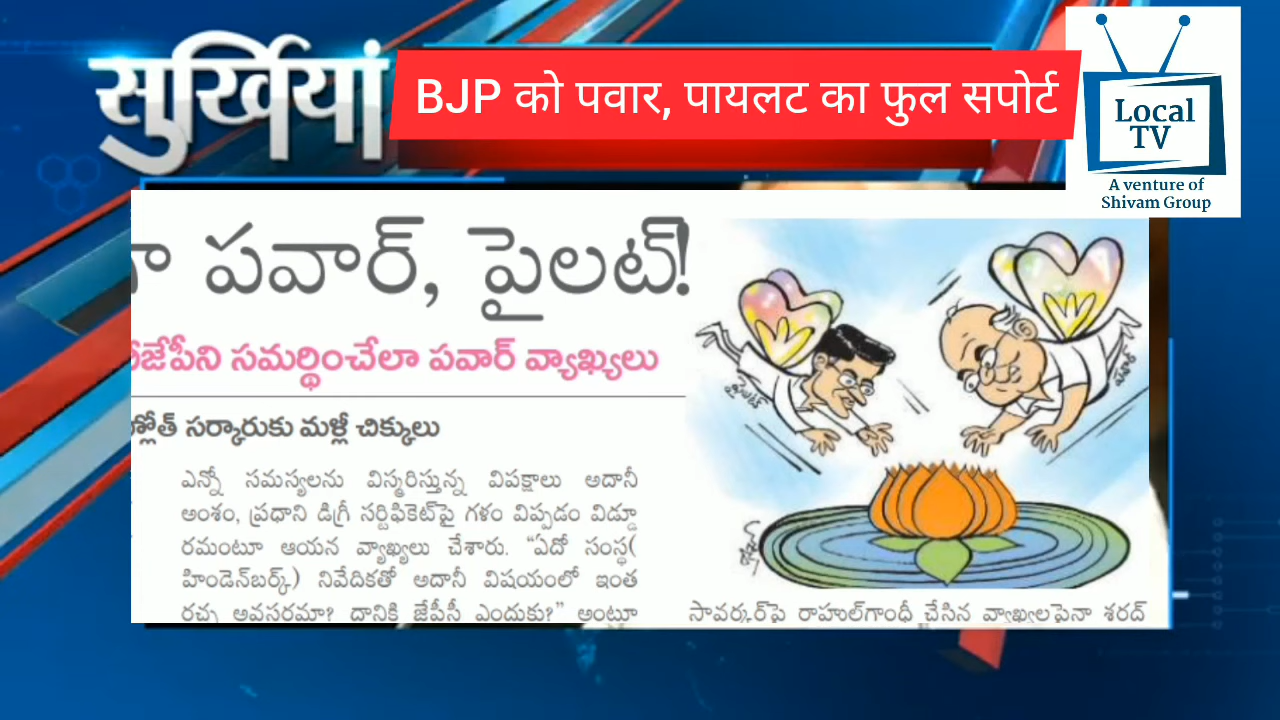 सुर्खियां
BJP को पवार, पायलट का फुल सपोर्ट
Local
TV
A venture of
Shivam Group
పవార్, పైలట్!
సమర్థించేలా పవార్ వ్యాఖ్యలు
సర్కారుకు మళ్లీ చిక్కులు
ఎన్నో సమస్యలను విస్మరిస్తున్న విపక్షాలు అదానీ
అంశం, ప్రధాని డిగ్రీ సర్టిఫికెట్‌పై గళం విప్పడం విడ్డూ
రమంటూ ఆయన వ్యాఖ్యలు చేశారు. “ఏదో సంస్థ(
హిండెన్‌బర్క్) నివేదికతో అదానీ విషయంలో ఇంత
రచ్చ అవసరమా? దానికి జేపీసీ ఎందుకు?” అంటూ
పైలట్
పవార్
సావర్కర్‌పై రాహుల్‌గాంధీ చేసిన వ్యాఖ్యలపైనా శరద్